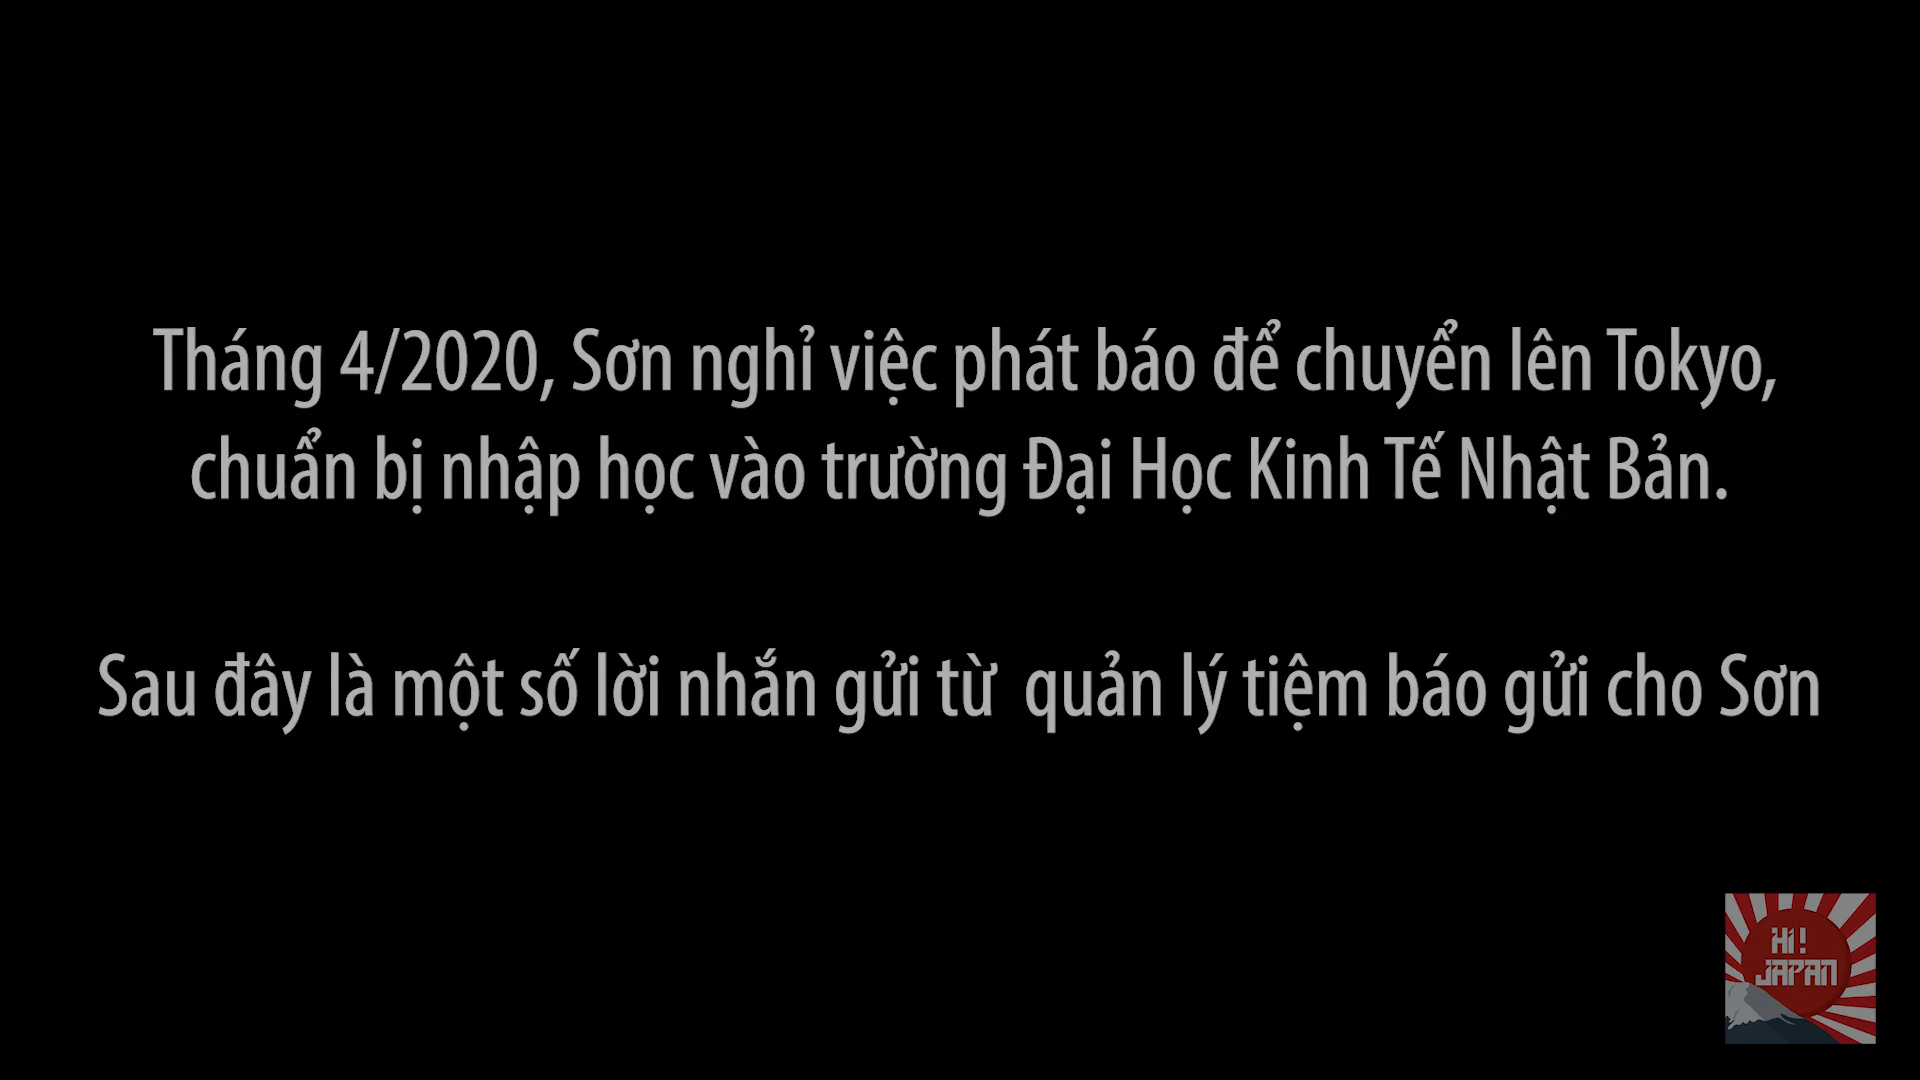 Tháng 4/2020, Sơn nghỉ việc phát báo để chuyển lên Tokyo,
chuẩn bị nhập học vào trường Đại Học Kinh Tế Nhật Bản.
Sau đây là một số lời nhắn gửi từ  quản lý tiệm báo gửi cho Sơn
Hi!
JAPAN